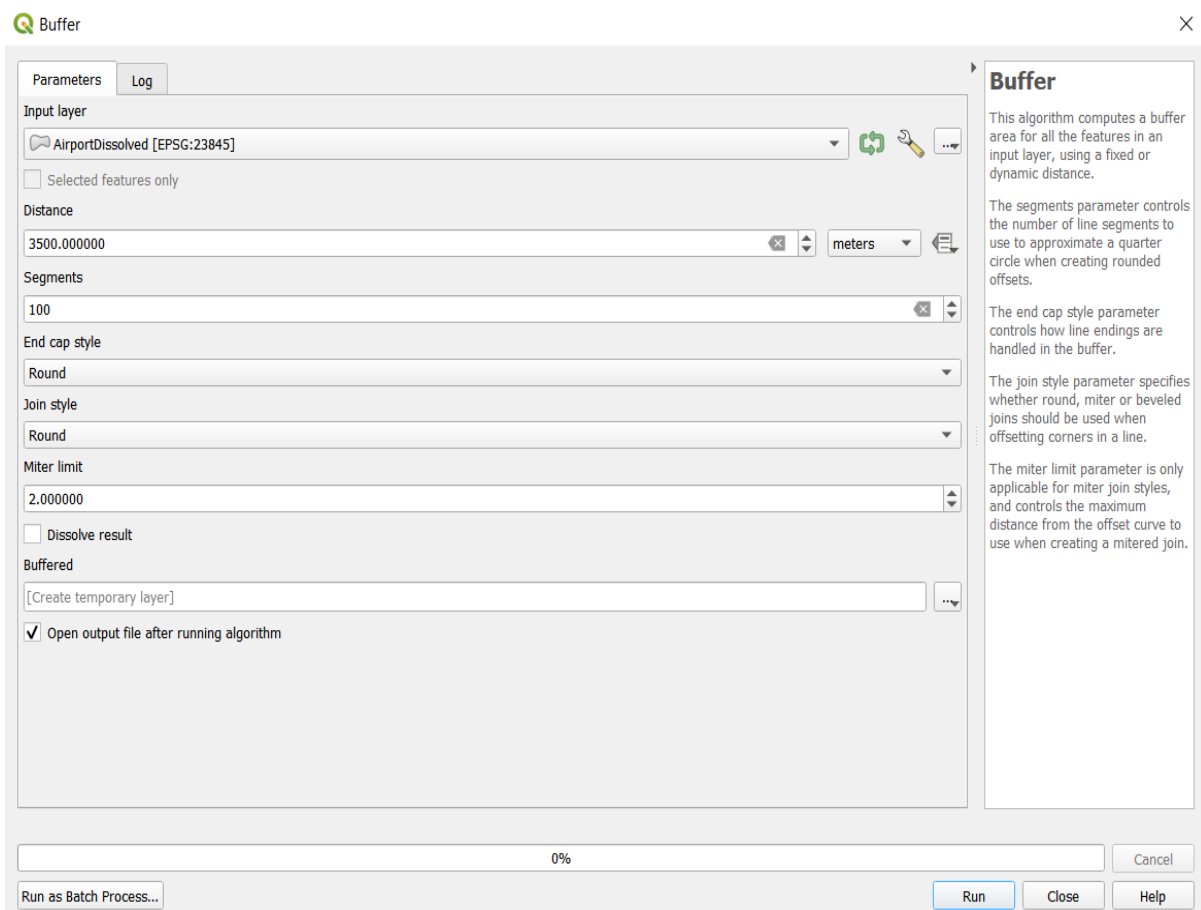 Buffer
Parameters
Log
Input layer
AirportDissolved [EPSG:23845]
...
Selected features only
Distance
3500.000000
meters
Segments
100
End cap style
Round
Join style
Round
Miter limit
2.000000
Dissolve result
Buffered
[Create temporary layer]
...
Open output file after running algorithm
Buffer
This algorithm computes a buffer
area for all the features in an
input layer, using a fixed or
dynamic distance.
The segments parameter controls
the number of line segments to
use to approximate a quarter
circle when creating rounded
offsets.
The end cap style parameter
controls how line endings are
handled in the buffer.
The join style parameter specifies
whether round, miter or beveled
joins should be used when
offsetting corners in a line.
The miter limit parameter is only
applicable for miter join styles,
and controls the maximum
distance from the offset curve to
use when creating a mitered join.
0%
Cancel
Run as Batch Process...
Run
Close
Help